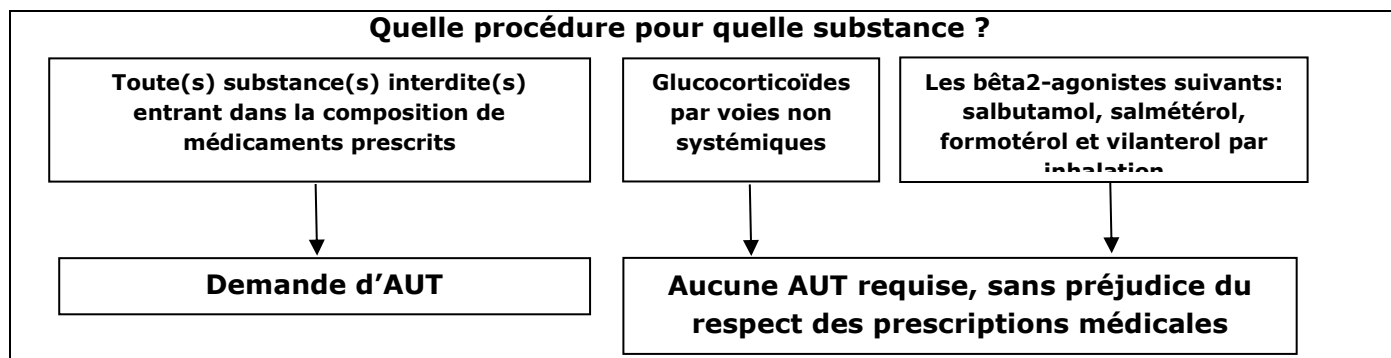 Quelle procédure pour quelle substance ?
Toute(s) substance(s) interdite(s)
entrant dans la composition de
médicaments prescrits
Glucocorticoïdes
par voies non
systémiques
Les bêta2-agonistes suivants:
salbutamol, salmétérol,
formotérol et vilanterol par
inhalation
Demande d’AUT
Aucune AUT requise, sans préjudice du
respect des prescriptions médicales